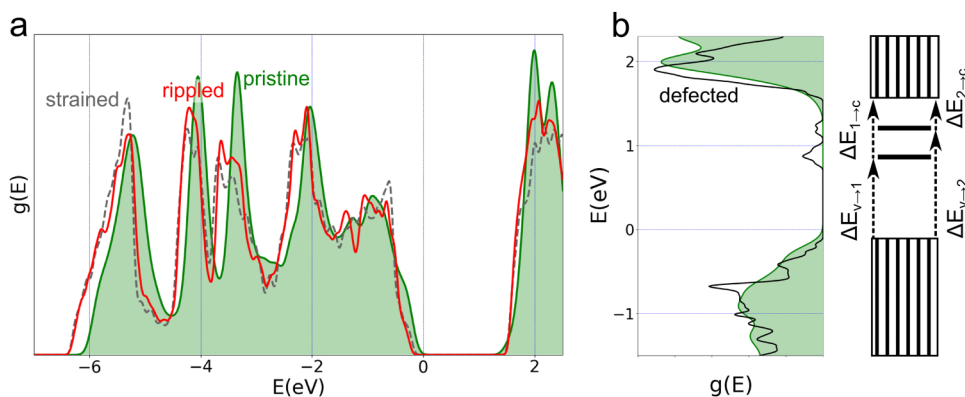 a
strained
rippled
pristine
g(E)
−6
−4
−2
0
2
E(eV)
b
defected
E(eV)
2
1
0
−1
g(E)
ΔE1→c
ΔE2→c
ΔEv→1
ΔEv→2